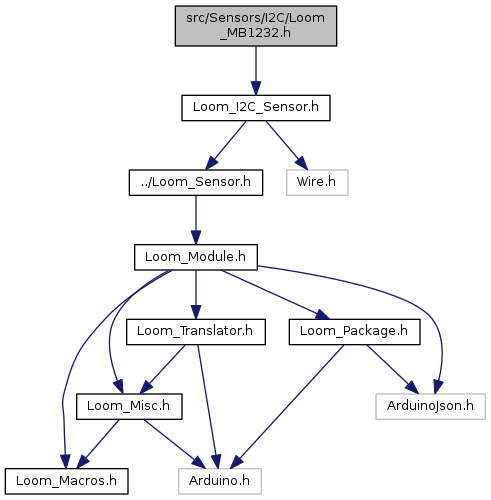 src/Sensors/I2C/Loom
_MB1232.h
Loom_I2C_Sensor.h
../Loom_Sensor.h
Wire.h
Loom_Module.h
Loom_Translator.h
Loom_Package.h
Loom_Misc.h
ArduinoJson.h
Loom_Macros.h
Arduino.h